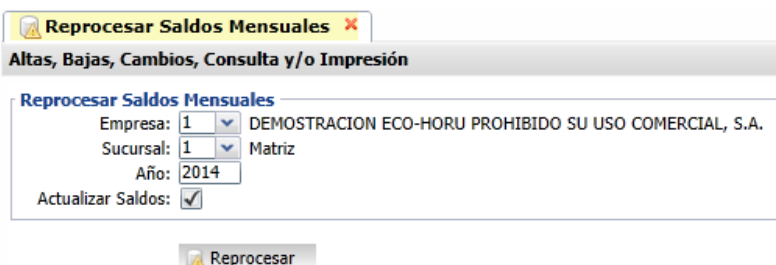 Reprocesar Saldos Mensuales
Altas, Bajas, Cambios, Consulta y/o Impresión
Reprocesar Saldos Mensuales
Empresa: 1 DEMOSTRACION ECO-HORU PROHIBIDO SU USO COMERCIAL, S.A.
Sucursal: 1 Matriz
Año: 2014
Actualizar Saldos:
Reprocesar